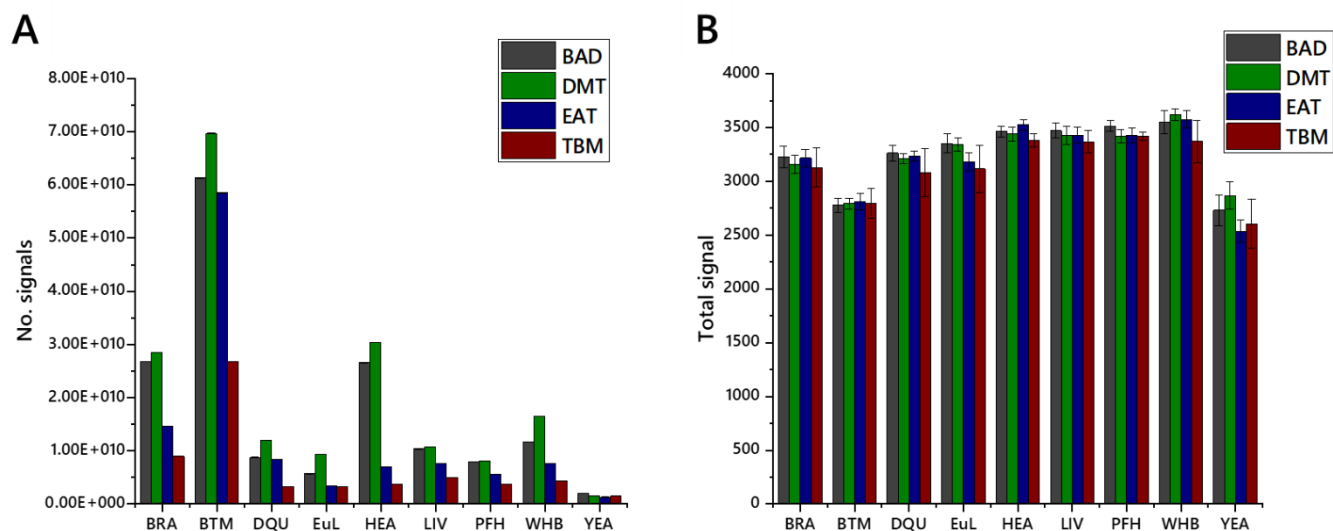 A
BAD
DMT
EAT
TBM
No. signals
8.00E+010
7.00E+010
6.00E+010
5.00E+010
4.00E+010
3.00E+010
2.00E+010
1.00E+010
0.00E+000
BRA BTM DQU EuL HEA LIV PFH WHB YEA
B
BAD
DMT
EAT
TBM
Total signal
4000
3500
3000
2500
2000
1500
1000
500
0
BRA BTM DQU EuL HEA LIV PFH WHB YEA